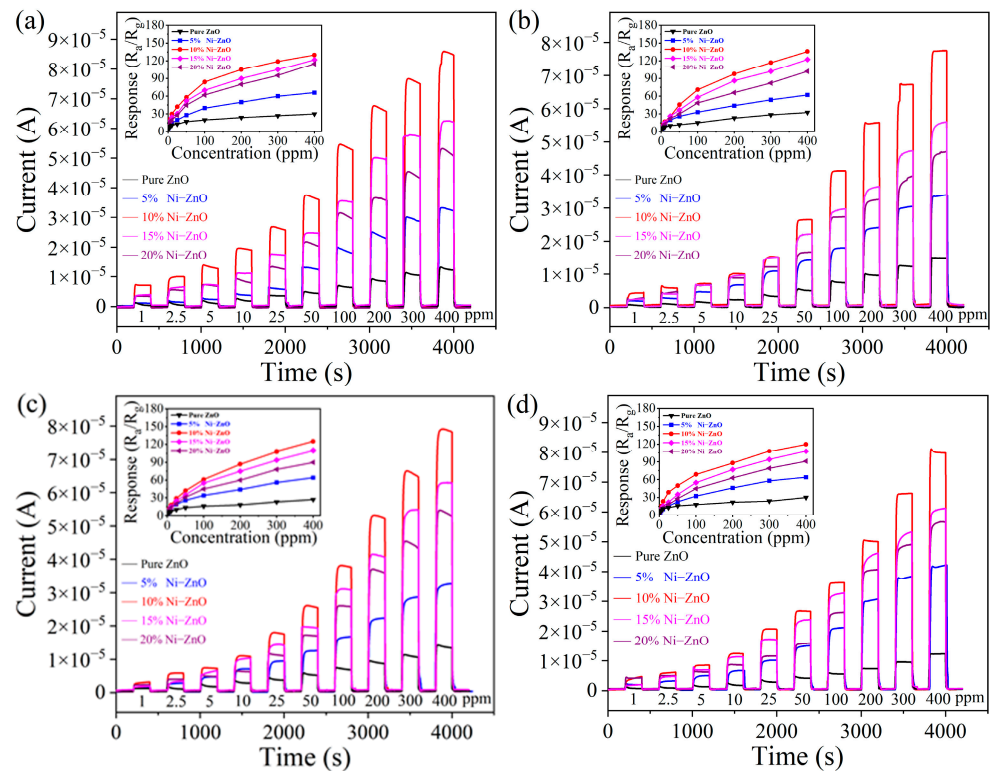 (a)
Current (A)
9×10⁻⁵
8×10⁻⁵
7×10⁻⁵
6×10⁻⁵
5×10⁻⁵
4×10⁻⁵
3×10⁻⁵
2×10⁻⁵
1×10⁻⁵
0
Response (Rₐ/R_g)
180
150
120
90
60
30
0
Pure ZnO
5% Ni−ZnO
10% Ni−ZnO
15% Ni−ZnO
20% Ni−ZnO
0 100 200 300 400
Concentration (ppm)
Pure ZnO
5% Ni−ZnO
10% Ni−ZnO
15% Ni−ZnO
20% Ni−ZnO
1 2.5 5 10 25 50 100 200 300 400 ppm
0 1000 2000 3000 4000
Time (s)
(b)
Current (A)
8×10⁻⁵
7×10⁻⁵
6×10⁻⁵
5×10⁻⁵
4×10⁻⁵
3×10⁻⁵
2×10⁻⁵
1×10⁻⁵
0
Response (Rₐ/R_g)
180
150
120
90
60
30
0
Pure ZnO
5% Ni−ZnO
10% Ni−ZnO
15% Ni−ZnO
20% Ni−ZnO
0 100 200 300 400
Concentration (ppm)
Pure ZnO
5% Ni−ZnO
10% Ni−ZnO
15% Ni−ZnO
20% Ni−ZnO
1 2.5 5 10 25 50 100 200 300 400 ppm
0 1000 2000 3000 4000
Time (s)
(c)
Current (A)
8×10⁻⁵
7×10⁻⁵
6×10⁻⁵
5×10⁻⁵
4×10⁻⁵
3×10⁻⁵
2×10⁻⁵
1×10⁻⁵
0
Response (Rₐ/R_g)
180
150
120
90
60
30
0
Pure ZnO
5% Ni−ZnO
10% Ni−ZnO
15% Ni−ZnO
20% Ni−ZnO
0 100 200 300 400
Concentration (ppm)
Pure ZnO
5% Ni−ZnO
10% Ni−ZnO
15% Ni−ZnO
20% Ni−ZnO
1 2.5 5 10 25 50 100 200 300 400 ppm
0 1000 2000 3000 4000
Time (s)
(d)
Current (A)
9×10⁻⁵
8×10⁻⁵
7×10⁻⁵
6×10⁻⁵
5×10⁻⁵
4×10⁻⁵
3×10⁻⁵
2×10⁻⁵
1×10⁻⁵
0
Response (Rₐ/R_g)
180
150
120
90
60
30
0
Pure ZnO
5% Ni−ZnO
10% Ni−ZnO
15% Ni−ZnO
20% Ni−ZnO
0 100 200 300 400
Concentration (ppm)
Pure ZnO
5% Ni−ZnO
10% Ni−ZnO
15% Ni−ZnO
20% Ni−ZnO
1 2.5 5 10 25 50 100 200 300 400 ppm
0 1000 2000 3000 4000
Time (s)